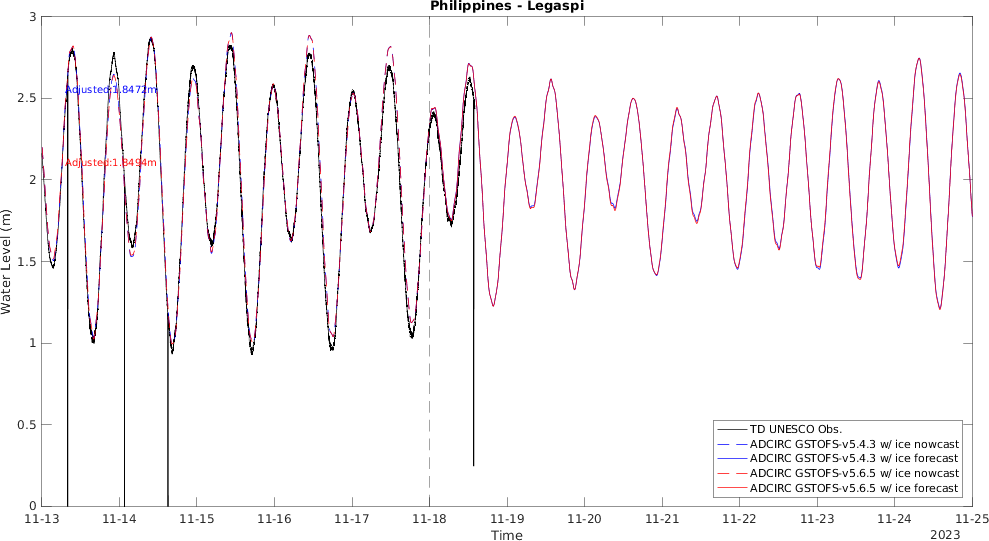 Philippines - Legaspi
3
2.5
2
1.5
1
0.5
0
Water Level (m)
Adjusted:1.8472m
Adjusted:1.8494m
TD UNESCO Obs.
ADCIRC GSTOFS-v5.4.3 w/ ice nowcast
ADCIRC GSTOFS-v5.4.3 w/ ice forecast
ADCIRC GSTOFS-v5.6.5 w/ ice nowcast
ADCIRC GSTOFS-v5.6.5 w/ ice forecast
11-13 11-14 11-15 11-16 11-17 11-18 11-19 11-20 11-21 11-22 11-23 11-24 11-25
Time
2023